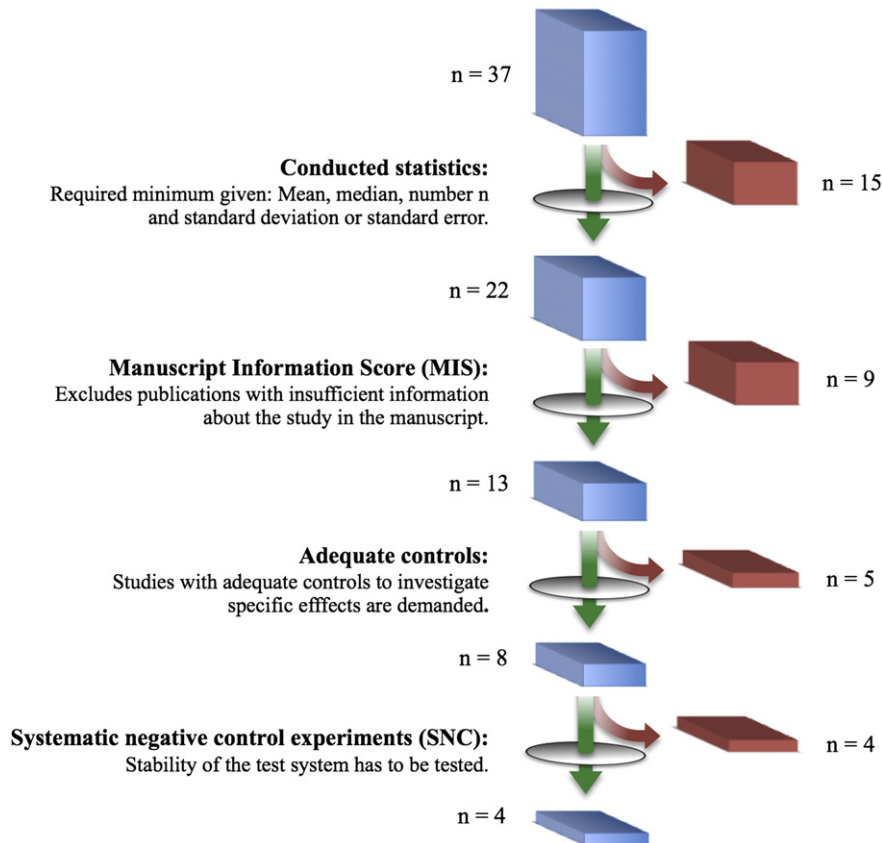 n = 37
Conducted statistics:
Required minimum given: Mean, median, number n
and standard deviation or standard error.
n = 15
n = 22
Manuscript Information Score (MIS):
Excludes publications with insufficient information
about the study in the manuscript.
n = 9
n = 13
Adequate controls:
Studies with adequate controls to investigate
specific efffects are demanded.
n = 5
n = 8
Systematic negative control experiments (SNC):
Stability of the test system has to be tested.
n = 4
n = 4